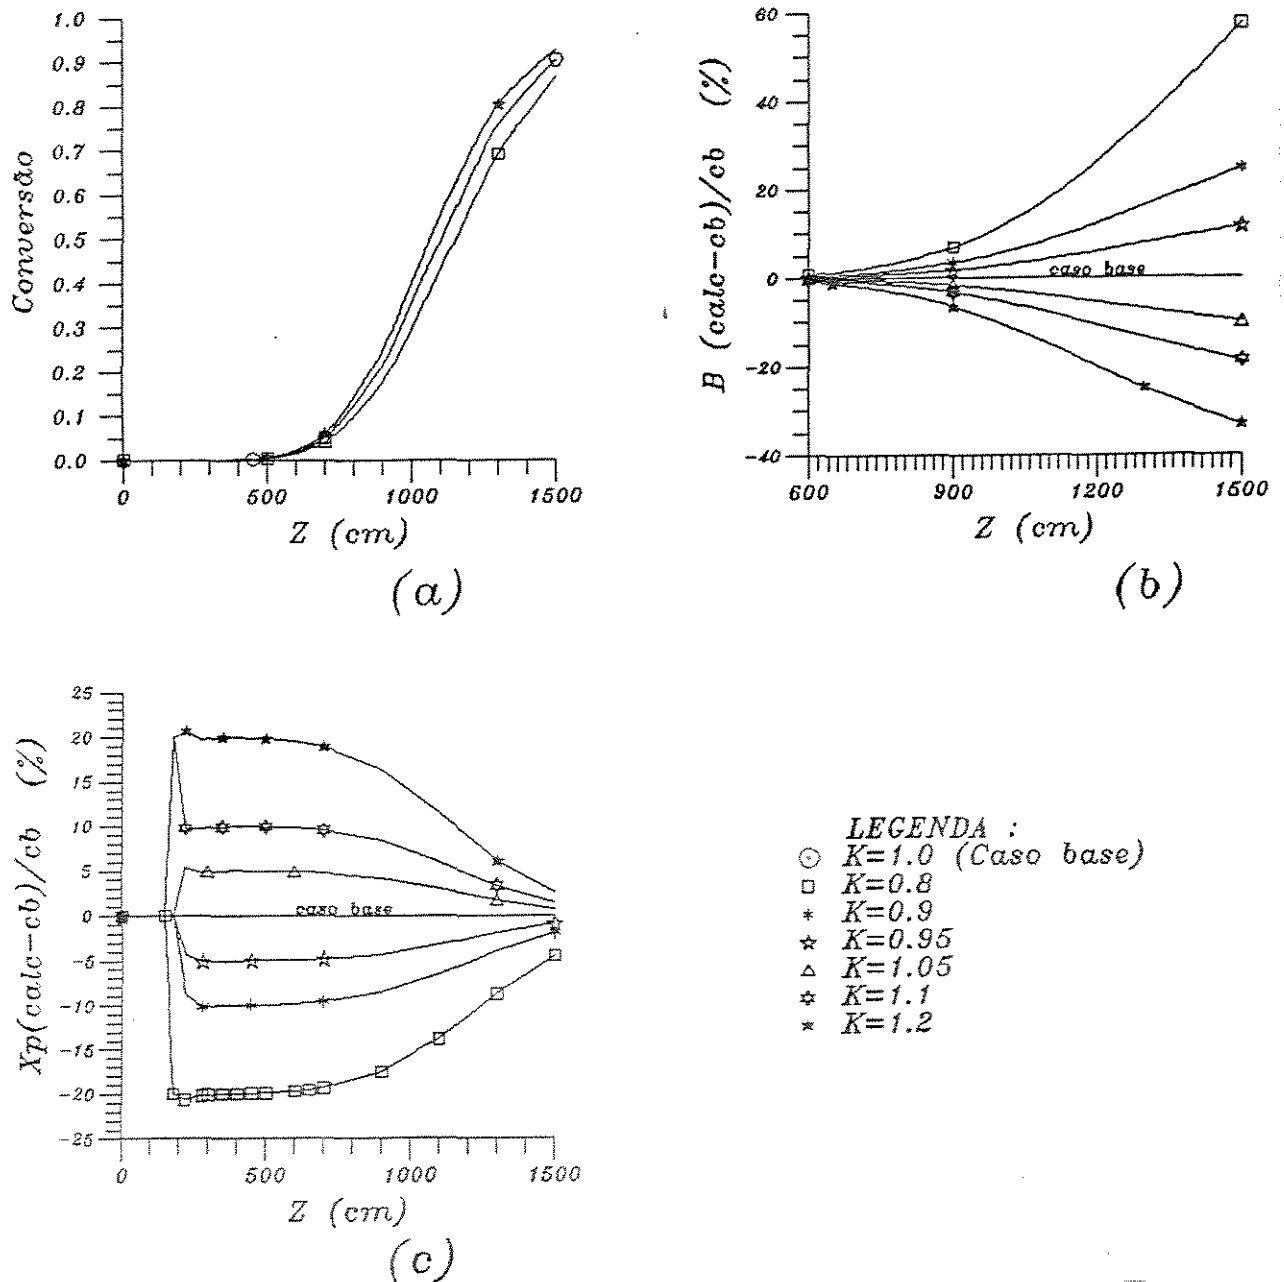 1.0
0.9
0.8
0.7
0.6
0.5
0.4
0.3
0.2
0.1
0.0
Conversão
0 500 1000 1500
Z (cm)
(a)
60
40
20
0
-20
-40
B (calc-cb)/cb (%)
caso base
600 900 1200 1500
Z (cm)
(b)
25
20
15
10
5
0
-5
-10
-15
-20
-25
Xp(calc-cb)/cb (%)
caso base
0 500 1000 1500
Z (cm)
(c)
LEGENDA :
K=1.0 (Caso base)
K=0.8
K=0.9
K=0.95
K=1.05
K=1.1
K=1.2